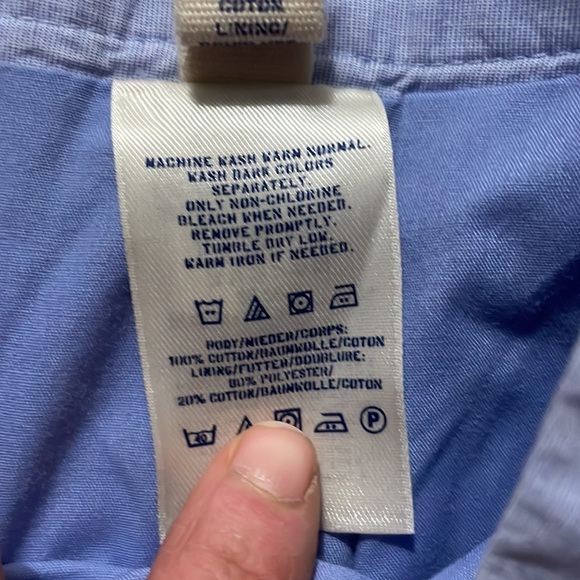 COTON
LINING/
MACHINE WASH WARM NORMAL.
WASH DARK COLORS
SEPARATELY.
ONLY NON-CHLORINE
BLEACH WHEN NEEDED.
REMOVE PROMPTLY.
TUMBLE DRY LOW.
WARM IRON IF NEEDED.
BODY/MIEDER/CORPS:
100% COTTON/BAUMWOLLE/COTON
LINING/FUTTER/DOUBLURE:
80% POLYESTER/
20% COTTON/BAUMWOLLE/COTON
40 P